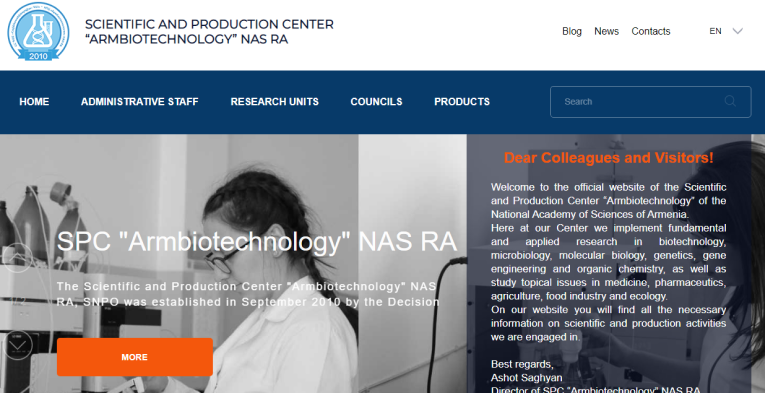 SCIENTIFIC AND PRODUCTION CENTER
“ARMBIOTECHNOLOGY” NAS RA
Blog News Contacts EN
2010
HOME ADMINISTRATIVE STAFF RESEARCH UNITS COUNCILS PRODUCTS Search
SPC "Armbiotechnology" NAS RA
The Scientific and Production Center "Armbiotechnology" NAS
RA, SNPO was established in September 2010 by the Decision
MORE
Dear Colleagues and Visitors!
Welcome to the official website of the Scientific
and Production Center "Armbiotechnology" of the
National Academy of Sciences of Armenia.
Here at our Center we implement fundamental
and applied research in biotechnology,
microbiology, molecular biology, genetics, gene
engineering and organic chemistry, as well as
study topical issues in medicine, pharmaceutics,
agriculture, food industry and ecology.
On our website you will find all the necessary
information on scientific and production activities
we are engaged in.
Best regards,
Ashot Saghyan
Director of SPC "Armbiotechnology" NAS RA